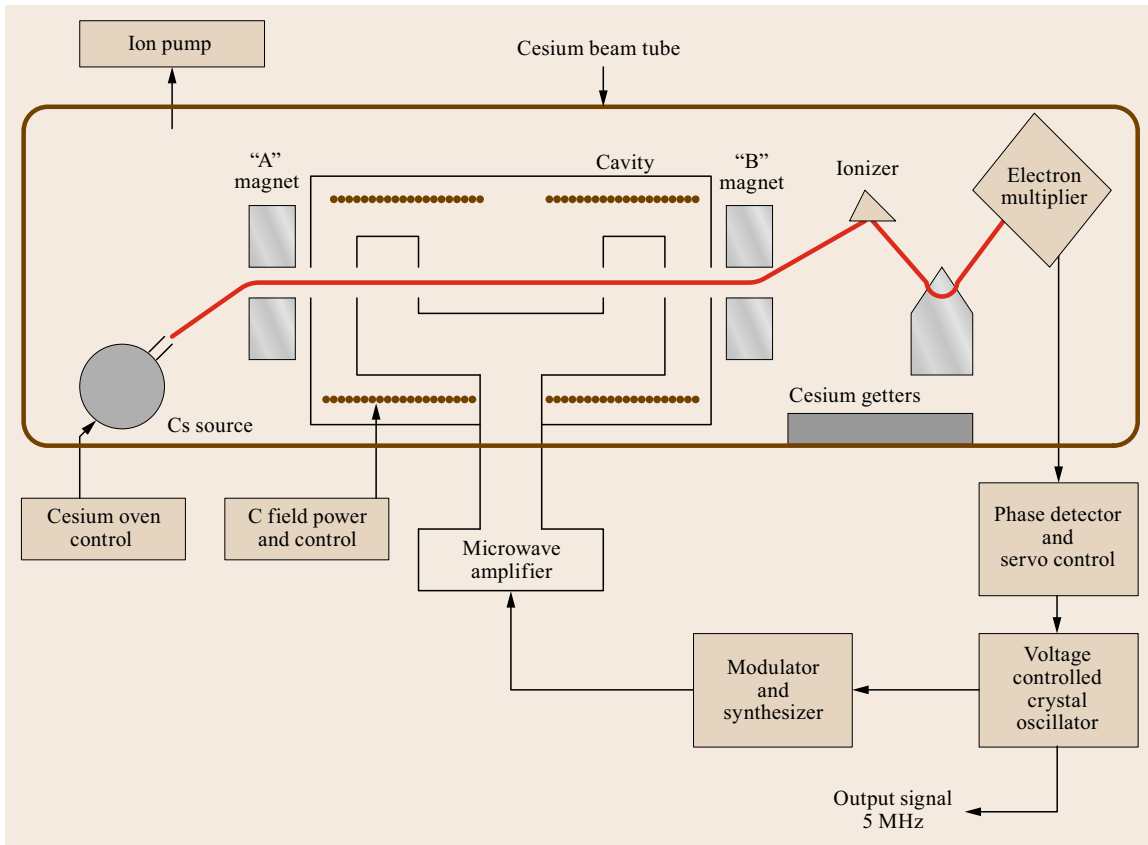 Ion pump
Cesium beam tube
“A”
magnet
Cavity
“B”
magnet
Ionizer
Electron
multiplier
Cs source
Cesium getters
Cesium oven
control
C field power
and control
Microwave
amplifier
Phase detector
and
servo control
Modulator
and
synthesizer
Voltage
controlled
crystal
oscillator
Output signal
5 MHz